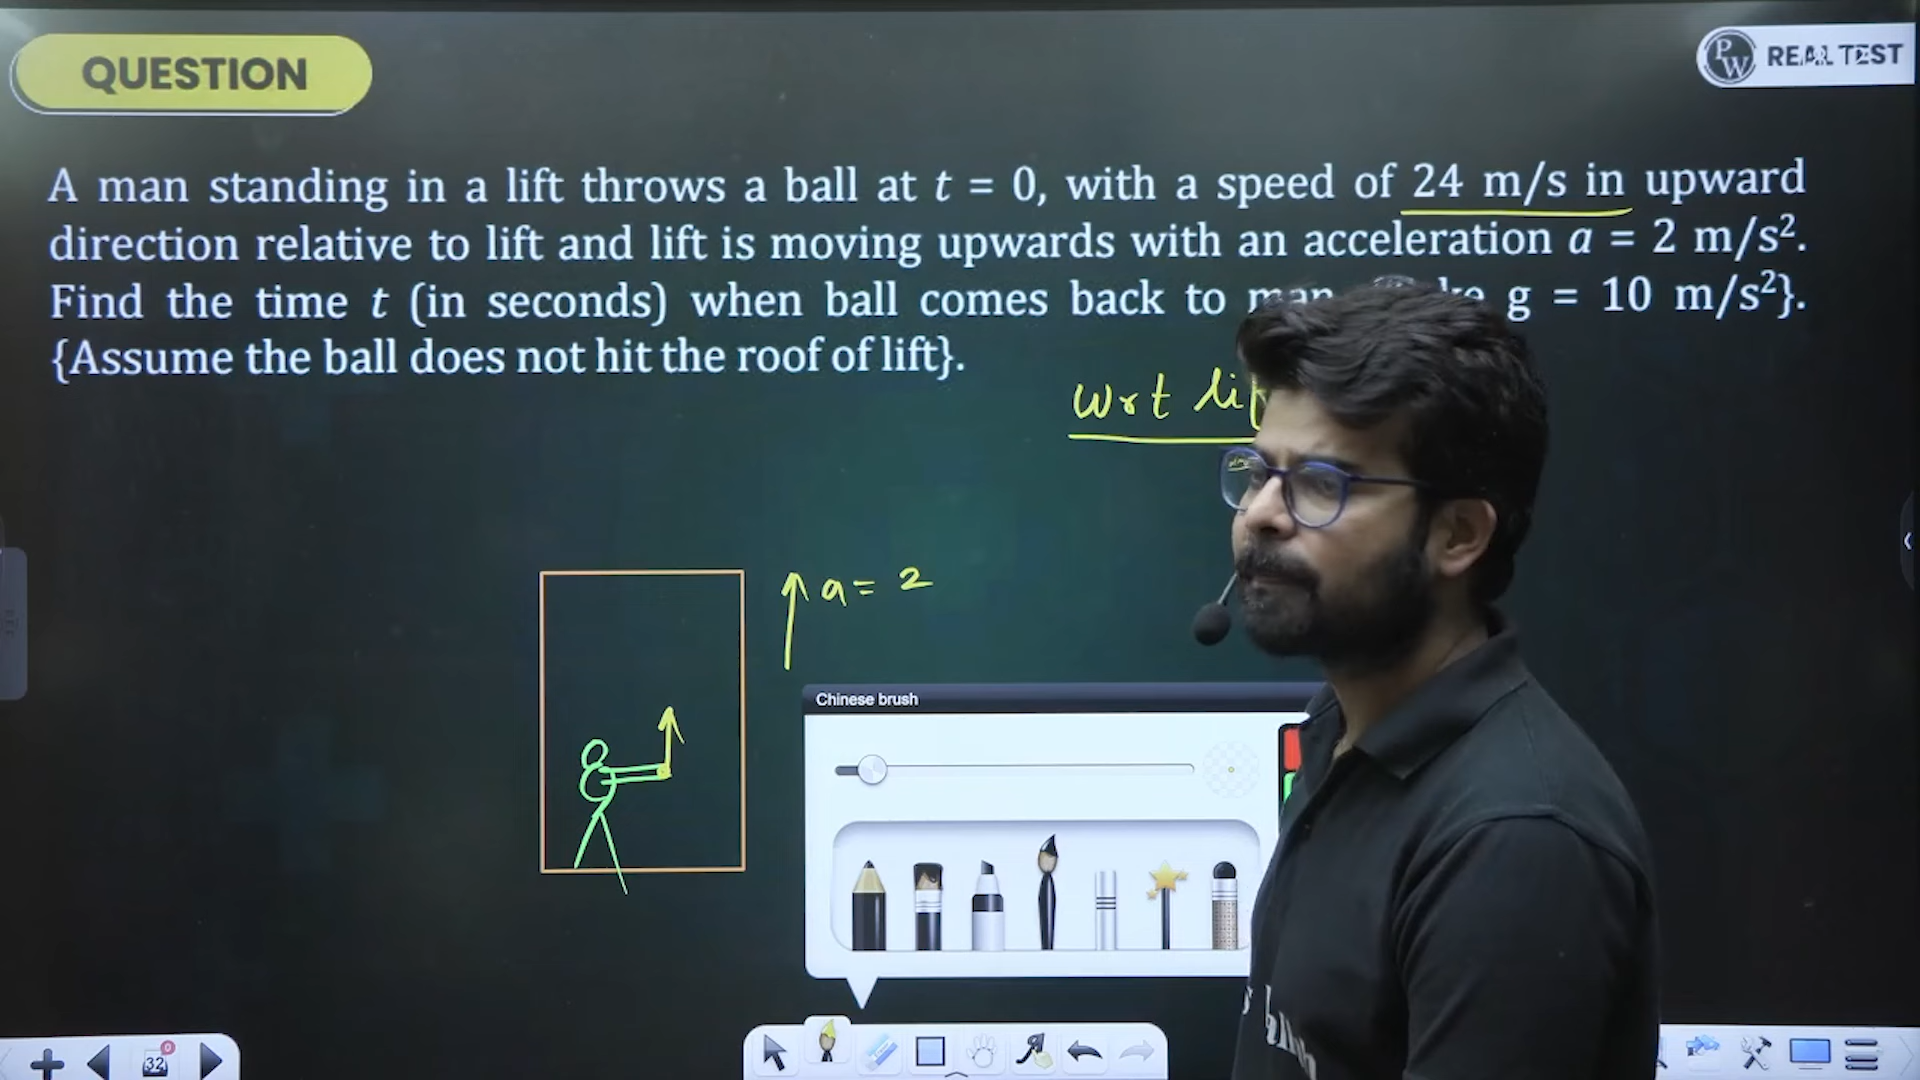 QUESTION
PW REAL TEST
A man standing in a lift throws a ball at t = 0, with a speed of 24 m/s in upward
direction relative to lift and lift is moving upwards with an acceleration a = 2 m/s².
Find the time t (in seconds) when ball comes back to g = 10 m/s²}.
{Assume the ball does not hit the roof of lift}.
wrt
a = 2
Chinese brush
32
0